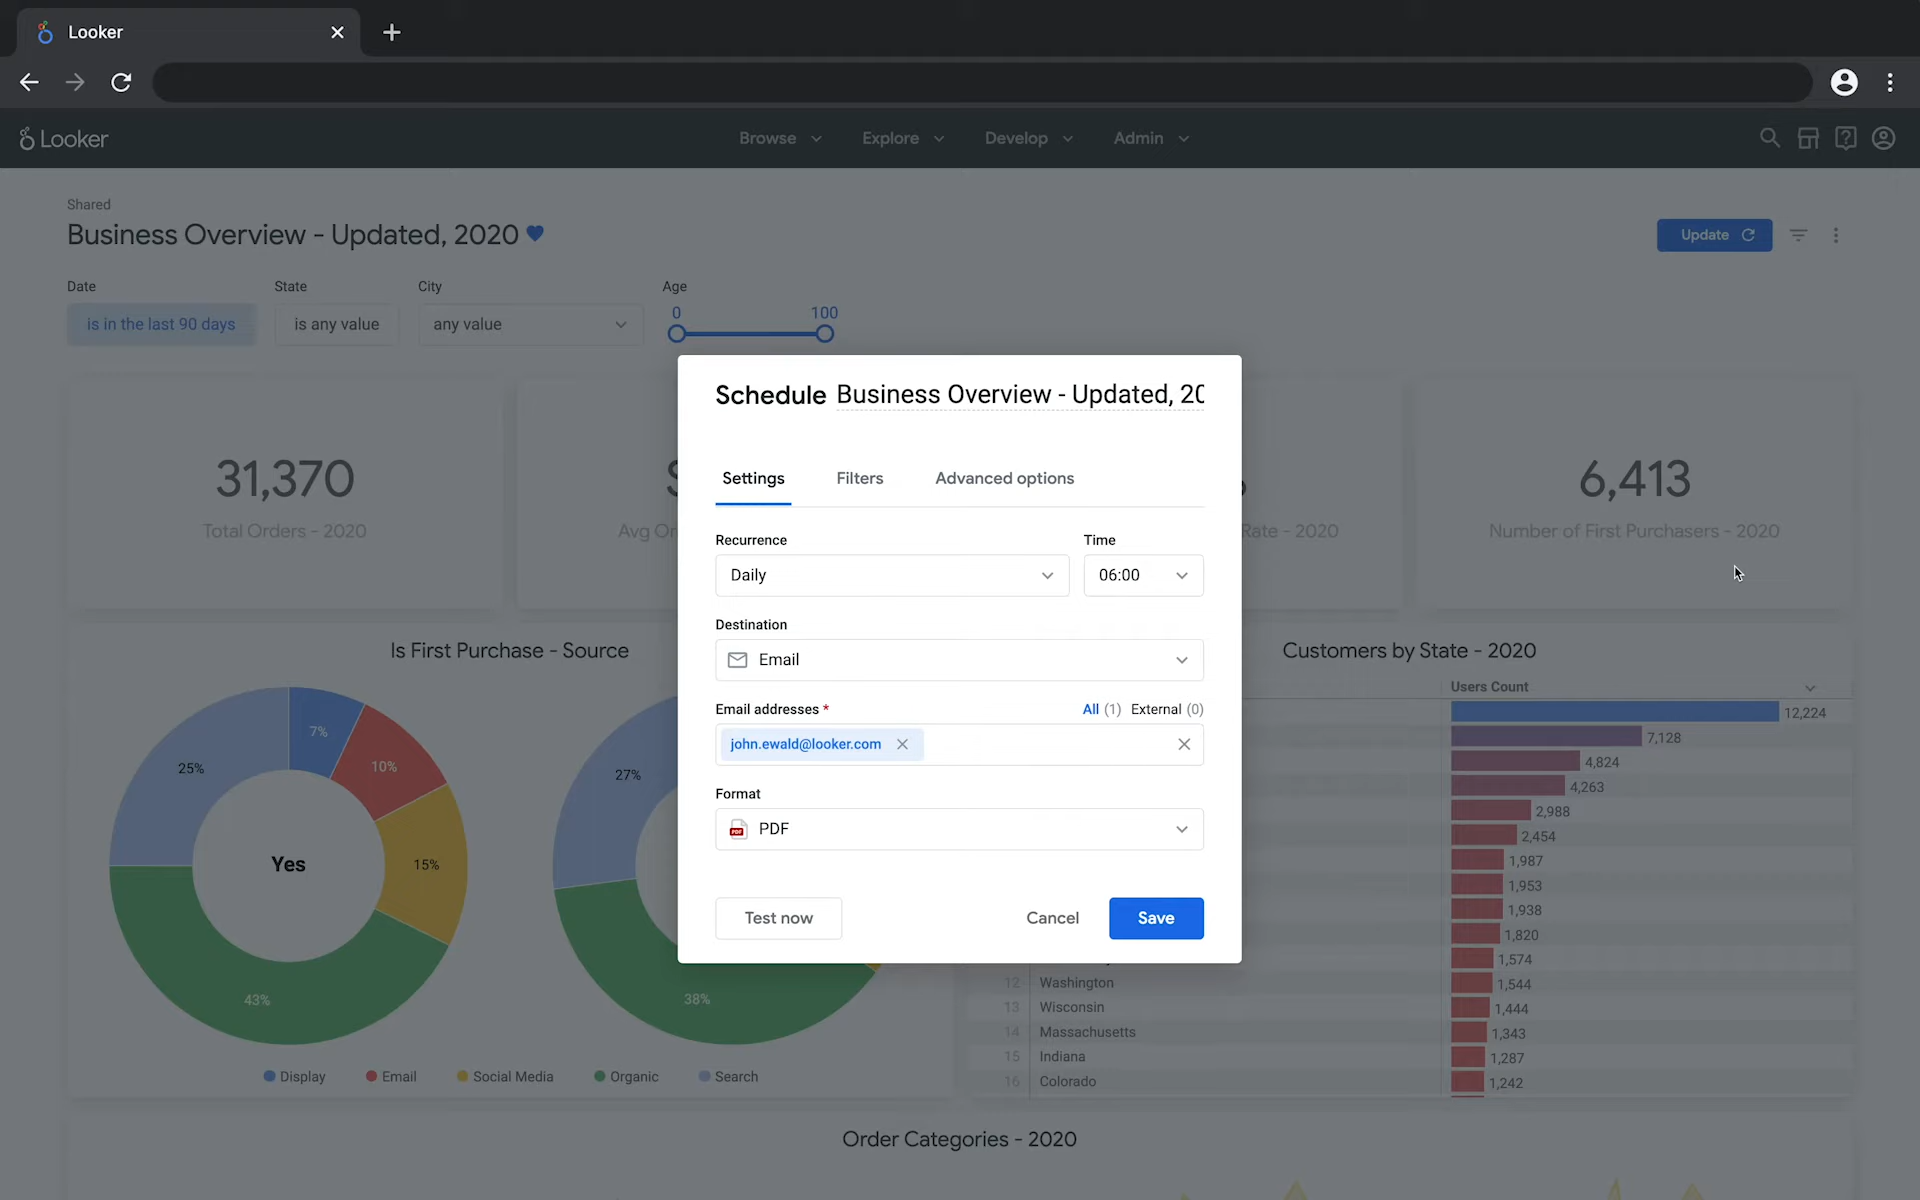 Looker
Looker
Browse
Explore
Develop
Admin
Shared
Business Overview - Updated, 2020
Update
Date
State
City
Age
is in the last 90 days
is any value
any value
0
100
Schedule Business Overview - Updated, 20
Settings
Filters
Advanced options
Recurrence
Time
Daily
06:00
Destination
Email
Email addresses *
All (1) External (0)
john.ewald@looker.com
Format
PDF
PDF
Test now
Cancel
Save
31,370
Total Orders - 2020
Avg
Rate - 2020
6,413
Number of First Purchasers - 2020
Is First Purchase - Source
7%
10%
15%
43%
25%
Yes
27%
38%
Display
Email
Social Media
Organic
Search
Customers by State - 2020
Users Count
12,224
7,128
4,824
4,263
2,988
2,454
1,987
1,953
1,938
1,820
1,574
12 Washington 1,544
13 Wisconsin 1,444
14 Massachusetts 1,343
15 Indiana 1,287
16 Colorado 1,242
Order Categories - 2020